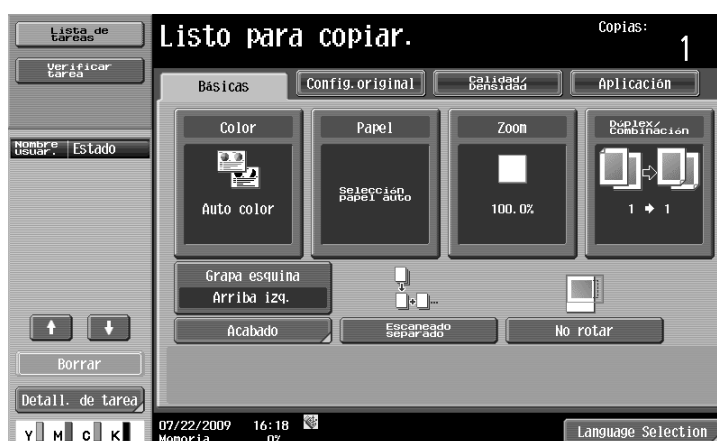 Lista de
tareas
Verificar
tarea
Nombre
usuar.
Estado
Borrar
Detall. de tarea
Y M C K
Listo para copiar.
Copias:
1
Básicas
Config.original
Calidad/
Densidad
Aplicación
Color
Auto color
Papel
Selección
papel auto
Zoom
100.0%
Dúplex/
Combinación
1 ➔ 1
Grapa esquina
Arriba izq.
Acabado
Escaneado
separado
No rotar
07/22/2009 16:18
Memoria 0%
Language Selection